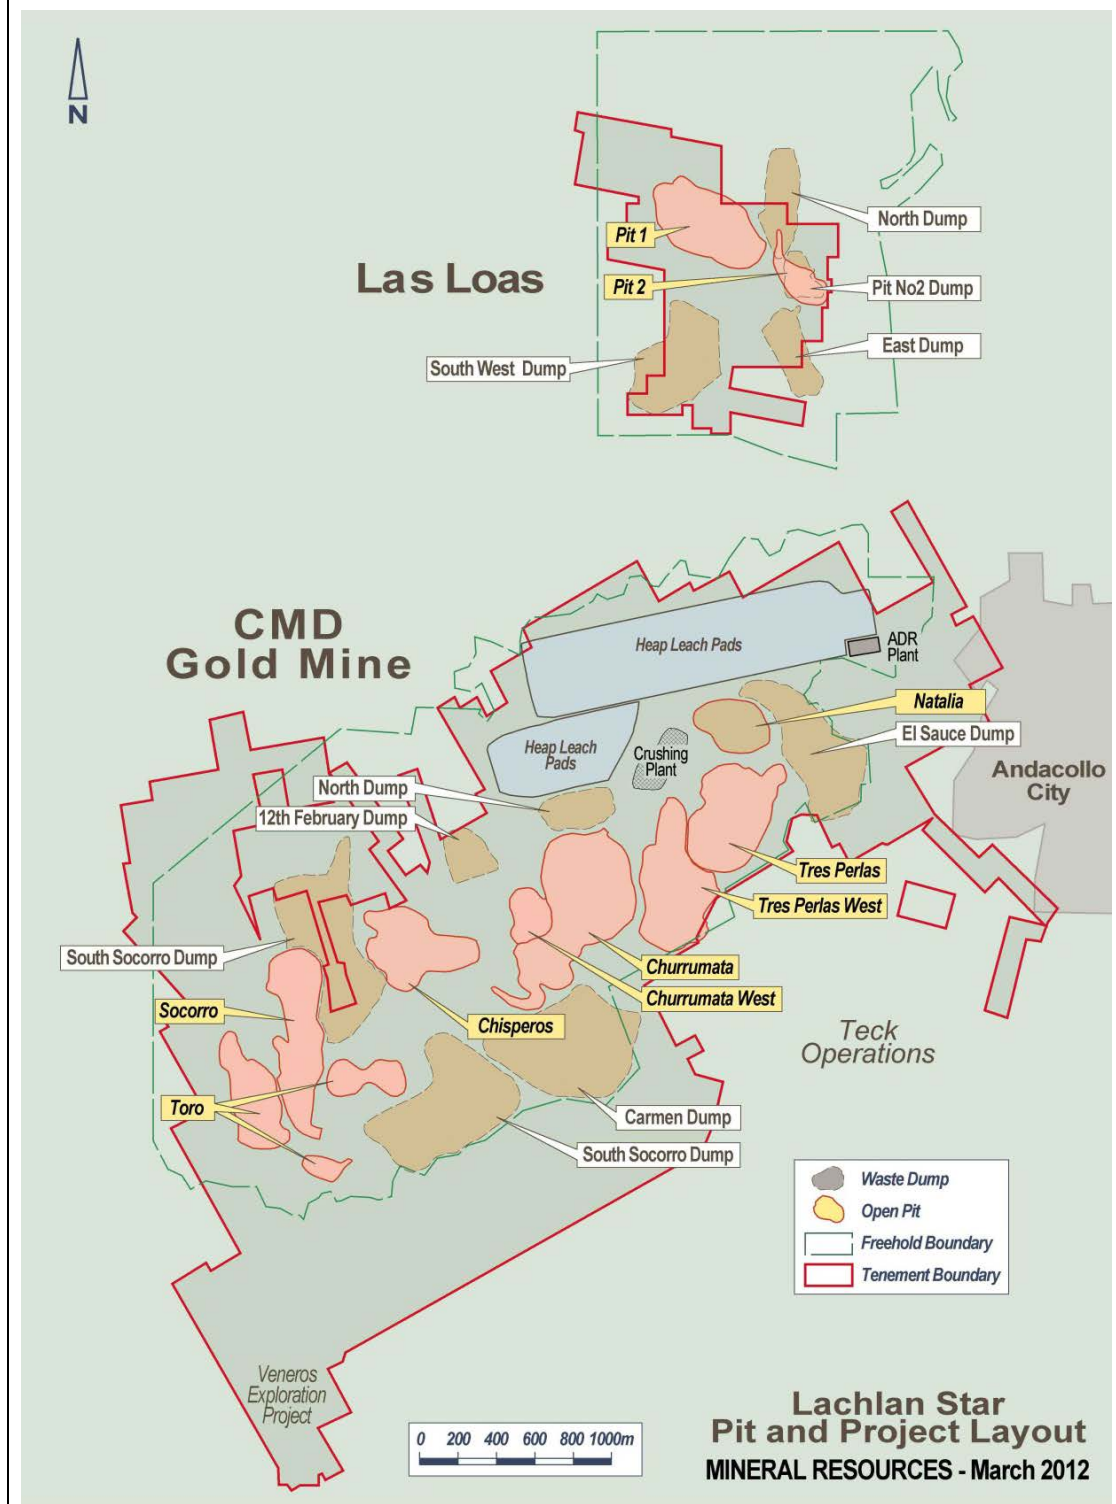 N
North Dump
Pit 1
Las Loas
Pit 2
Pit No2 Dump
East Dump
South West Dump
CMD
Gold Mine
Heap Leach Pads
ADR
Plant
Natalia
El Sauce Dump
Heap Leach
Pads
Crushing
Plant
Andacollo
City
North Dump
12th February Dump
Tres Perlas
Tres Perlas West
South Socorro Dump
Churrumata
Churrumata West
Socorro
Chisperos
Teck
Operations
Toro
Carmen Dump
South Socorro Dump
Waste Dump
Open Pit
Freehold Boundary
Tenement Boundary
Veneros
Exploration
Project
0 200 400 600 800 1000m
Lachlan Star
Pit and Project Layout
MINERAL RESOURCES - March 2012